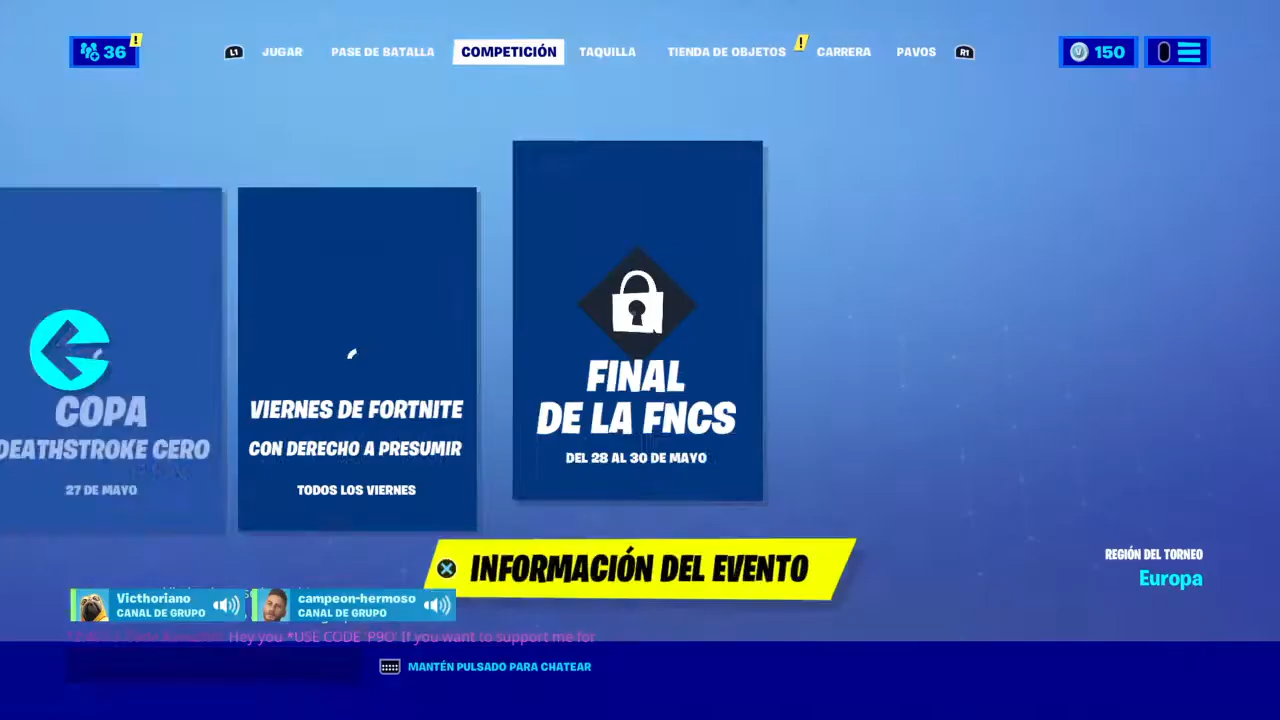 36
!
L1
JUGAR
PASE DE BATALLA
COMPETICIÓN
TAQUILLA
TIENDA DE OBJETOS
!
CARRERA
PAVOS
R1
150
COPA
DEATHSTROKE CERO
27 DE MAYO
VIERNES DE FORTNITE
CON DERECHO A PRESUMIR
TODOS LOS VIERNES
FINAL
DE LA FNCS
DEL 28 AL 30 DE MAYO
INFORMACIÓN DEL EVENTO
REGIÓN DEL TORNEO
Europa
Victhoriano
CANAL DE GRUPO
campeon-hermoso
CANAL DE GRUPO
Hey you *USE CODE 'P9O' If you want to support me for
MANTÉN PULSADO PARA CHATEAR